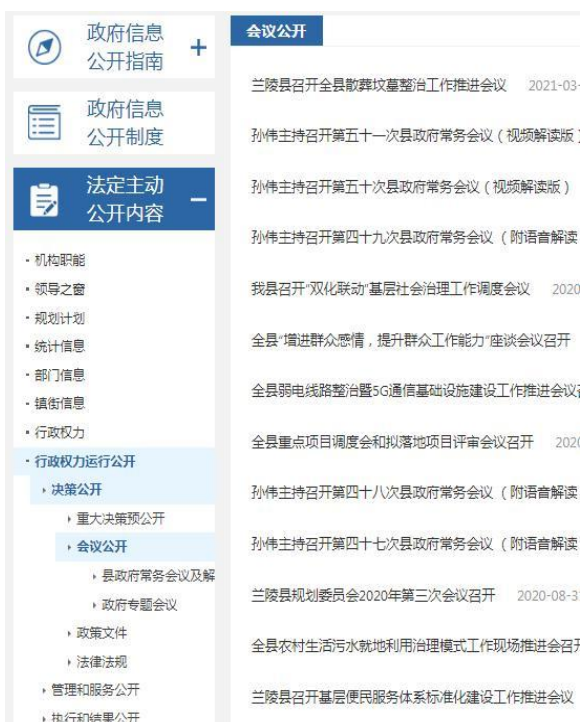 政府信息
公开指南
政府信息
公开制度
法定主动
公开内容
机构职能
领导之窗
规划计划
统计信息
部门信息
镇街信息
行政权力
行政权力运行公开
决策公开
重大决策预公开
会议公开
县政府常务会议及解
政府专题会议
政策文件
法律法规
管理和服务公开
执行和结果公开
会议公开
兰陵县召开全县散葬坟墓整治工作推进会议 2021-03-
孙伟主持召开第五十一次县政府常务会议（视频解读版）
孙伟主持召开第五十次县政府常务会议（视频解读版）
孙伟主持召开第四十九次县政府常务会议 （附语音解读
我县召开“双化联动”基层社会治理工作调度会议 2020
全县“增进群众感情，提升群众工作能力”座谈会议召开
全县弱电线路整治暨5G通信基础设施建设工作推进会议
全县重点项目调度会和拟落地项目评审会议召开 2020
孙伟主持召开第四十八次县政府常务会议 （附语音解读
孙伟主持召开第四十七次县政府常务会议 （附语音解读
兰陵县规划委员会2020年第三次会议召开 2020-08-3
全县农村生活污水就地利用治理模式工作现场推进会召开
兰陵县召开基层便民服务体系标准化建设工作推进会议